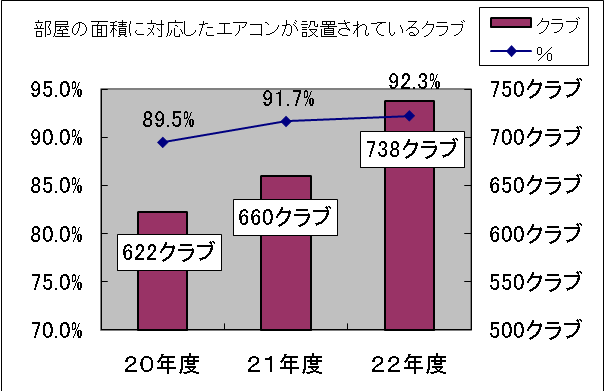 部屋の面積に対応したエアコンが設置されているクラブ
クラブ
%
95.0%
90.0%
85.0%
80.0%
75.0%
70.0%
89.5%
91.7%
92.3%
622クラブ
660クラブ
738クラブ
750クラブ
700クラブ
650クラブ
600クラブ
550クラブ
500クラブ
20年度
21年度
22年度